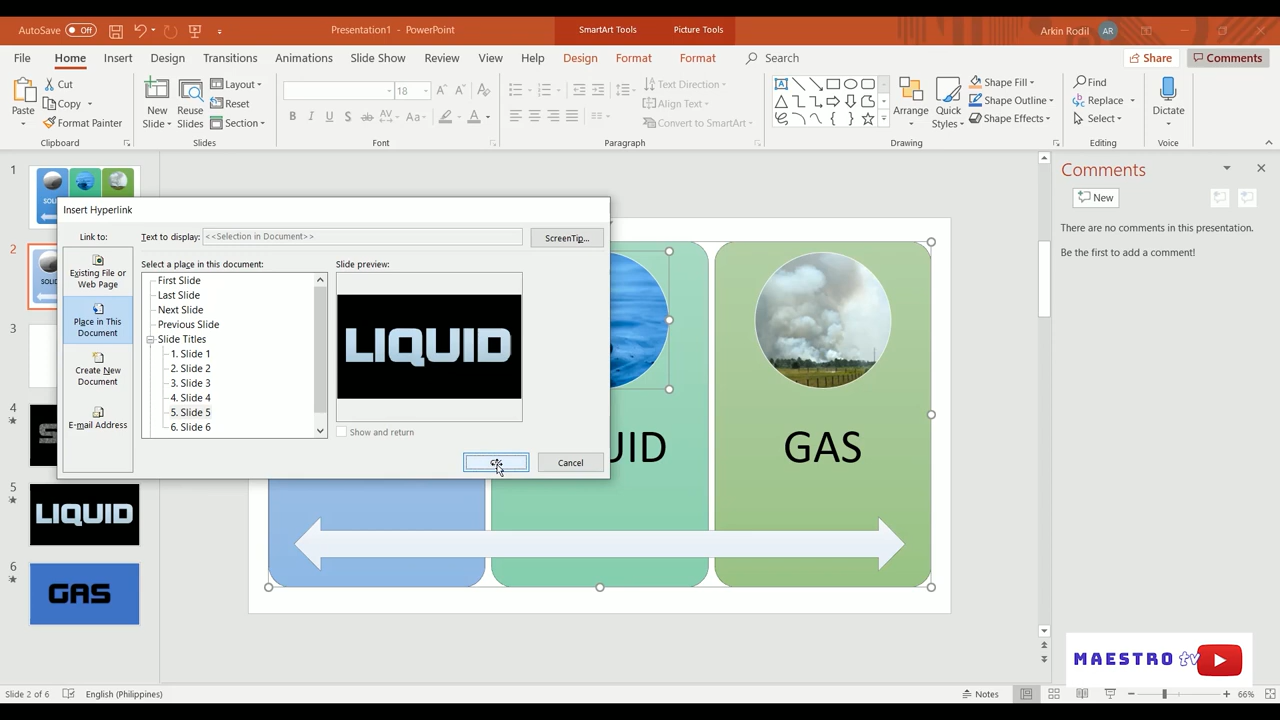 AutoSave Off
Presentation1 - PowerPoint
SmartArt Tools
Picture Tools
Arkin Rodil AR
File Home Insert Design Transitions Animations Slide Show Review View Help Design Format Format Search
Share Comments
Paste
Cut
Copy
Format Painter
Clipboard
New Slide
Reuse Slides
Layout
Reset
Section
Slides
18
Font
Text Direction
Align Text
Convert to SmartArt
Paragraph
Arrange
Quick Styles
Shape Fill
Shape Outline
Shape Effects
Drawing
Find
Replace
Select
Editing
Dictate
Voice
1
2
3
4
5
LIQUID
6
GAS
Insert Hyperlink
Link to:
Existing File or Web Page
Place in This Document
Create New Document
E-mail Address
Text to display: <<Selection in Document>>
ScreenTip...
Select a place in this document:
First Slide
Last Slide
Next Slide
Previous Slide
Slide Titles
1. Slide 1
2. Slide 2
3. Slide 3
4. Slide 4
5. Slide 5
6. Slide 6
Slide preview:
LIQUID
Show and return
Cancel
UID
GAS
Comments
New
There are no comments in this presentation.
Be the first to add a comment!
MAESTRO tv
Slide 2 of 6
English (Philippines)
Notes
66%